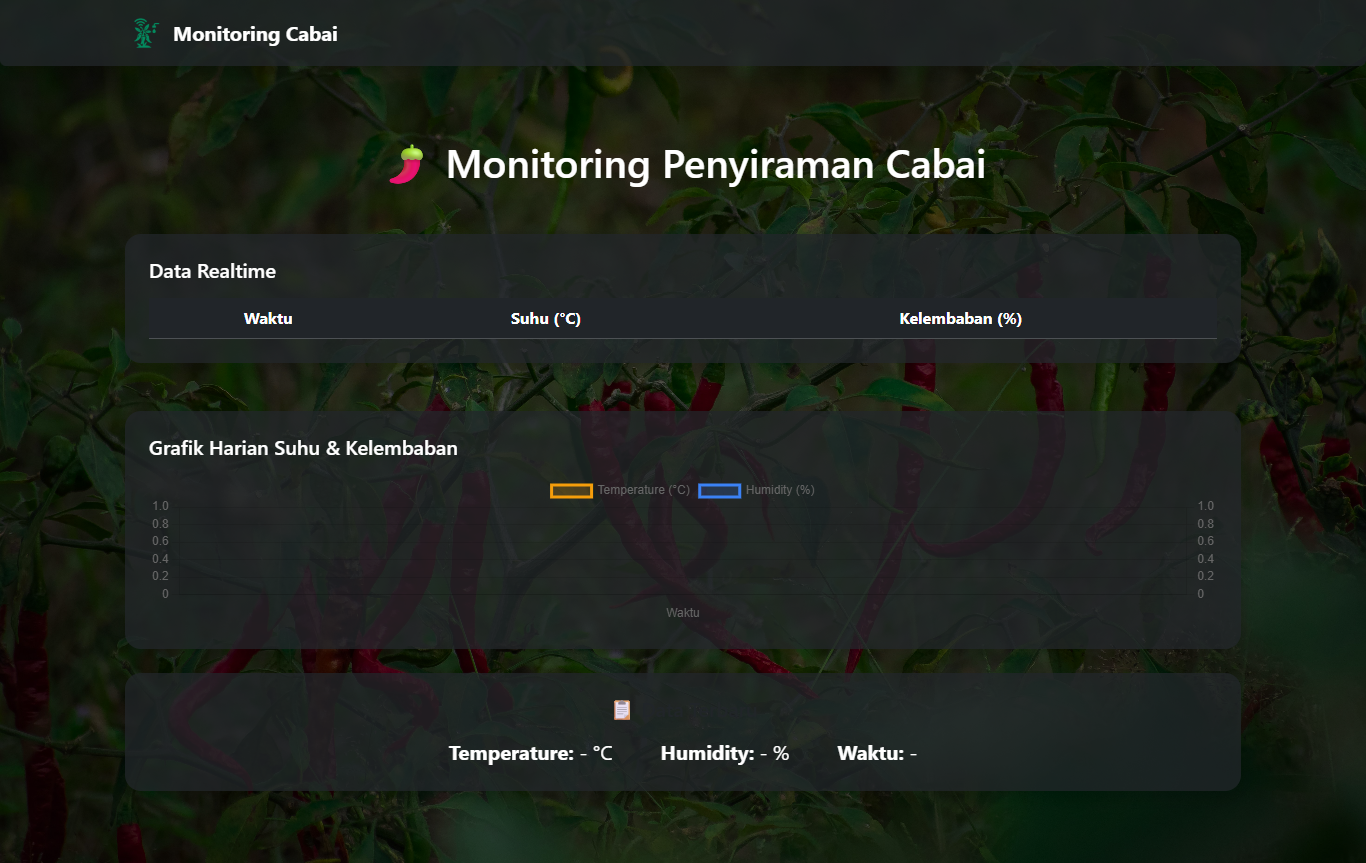 Monitoring Cabai
Monitoring Penyiraman Cabai
Data Realtime
Waktu Suhu (°C) Kelembaban (%)
Grafik Harian Suhu & Kelembaban
Temperature (°C) Humidity (%)
1.0 1.0
0.8 0.8
0.6 0.6
0.4 0.4
0.2 0.2
0 0
Waktu
Temperature: - °C Humidity: - % Waktu: -